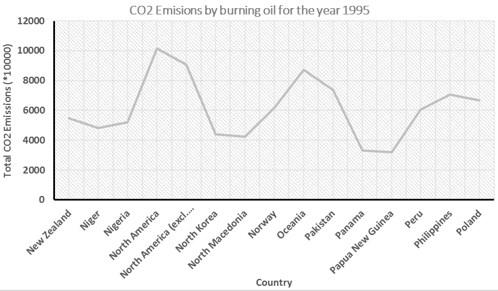 CO2 Emisions by burning oil for the year 1995
Total CO2 Emissions (*10000)
12000
10000
8000
6000
4000
2000
0
New Zealand
Niger
Nigeria
North America
North America (excl....
North Korea
North Macedonia
Norway
Oceania
Pakistan
Panama
Papua New Guinea
Peru
Philippines
Poland
Country